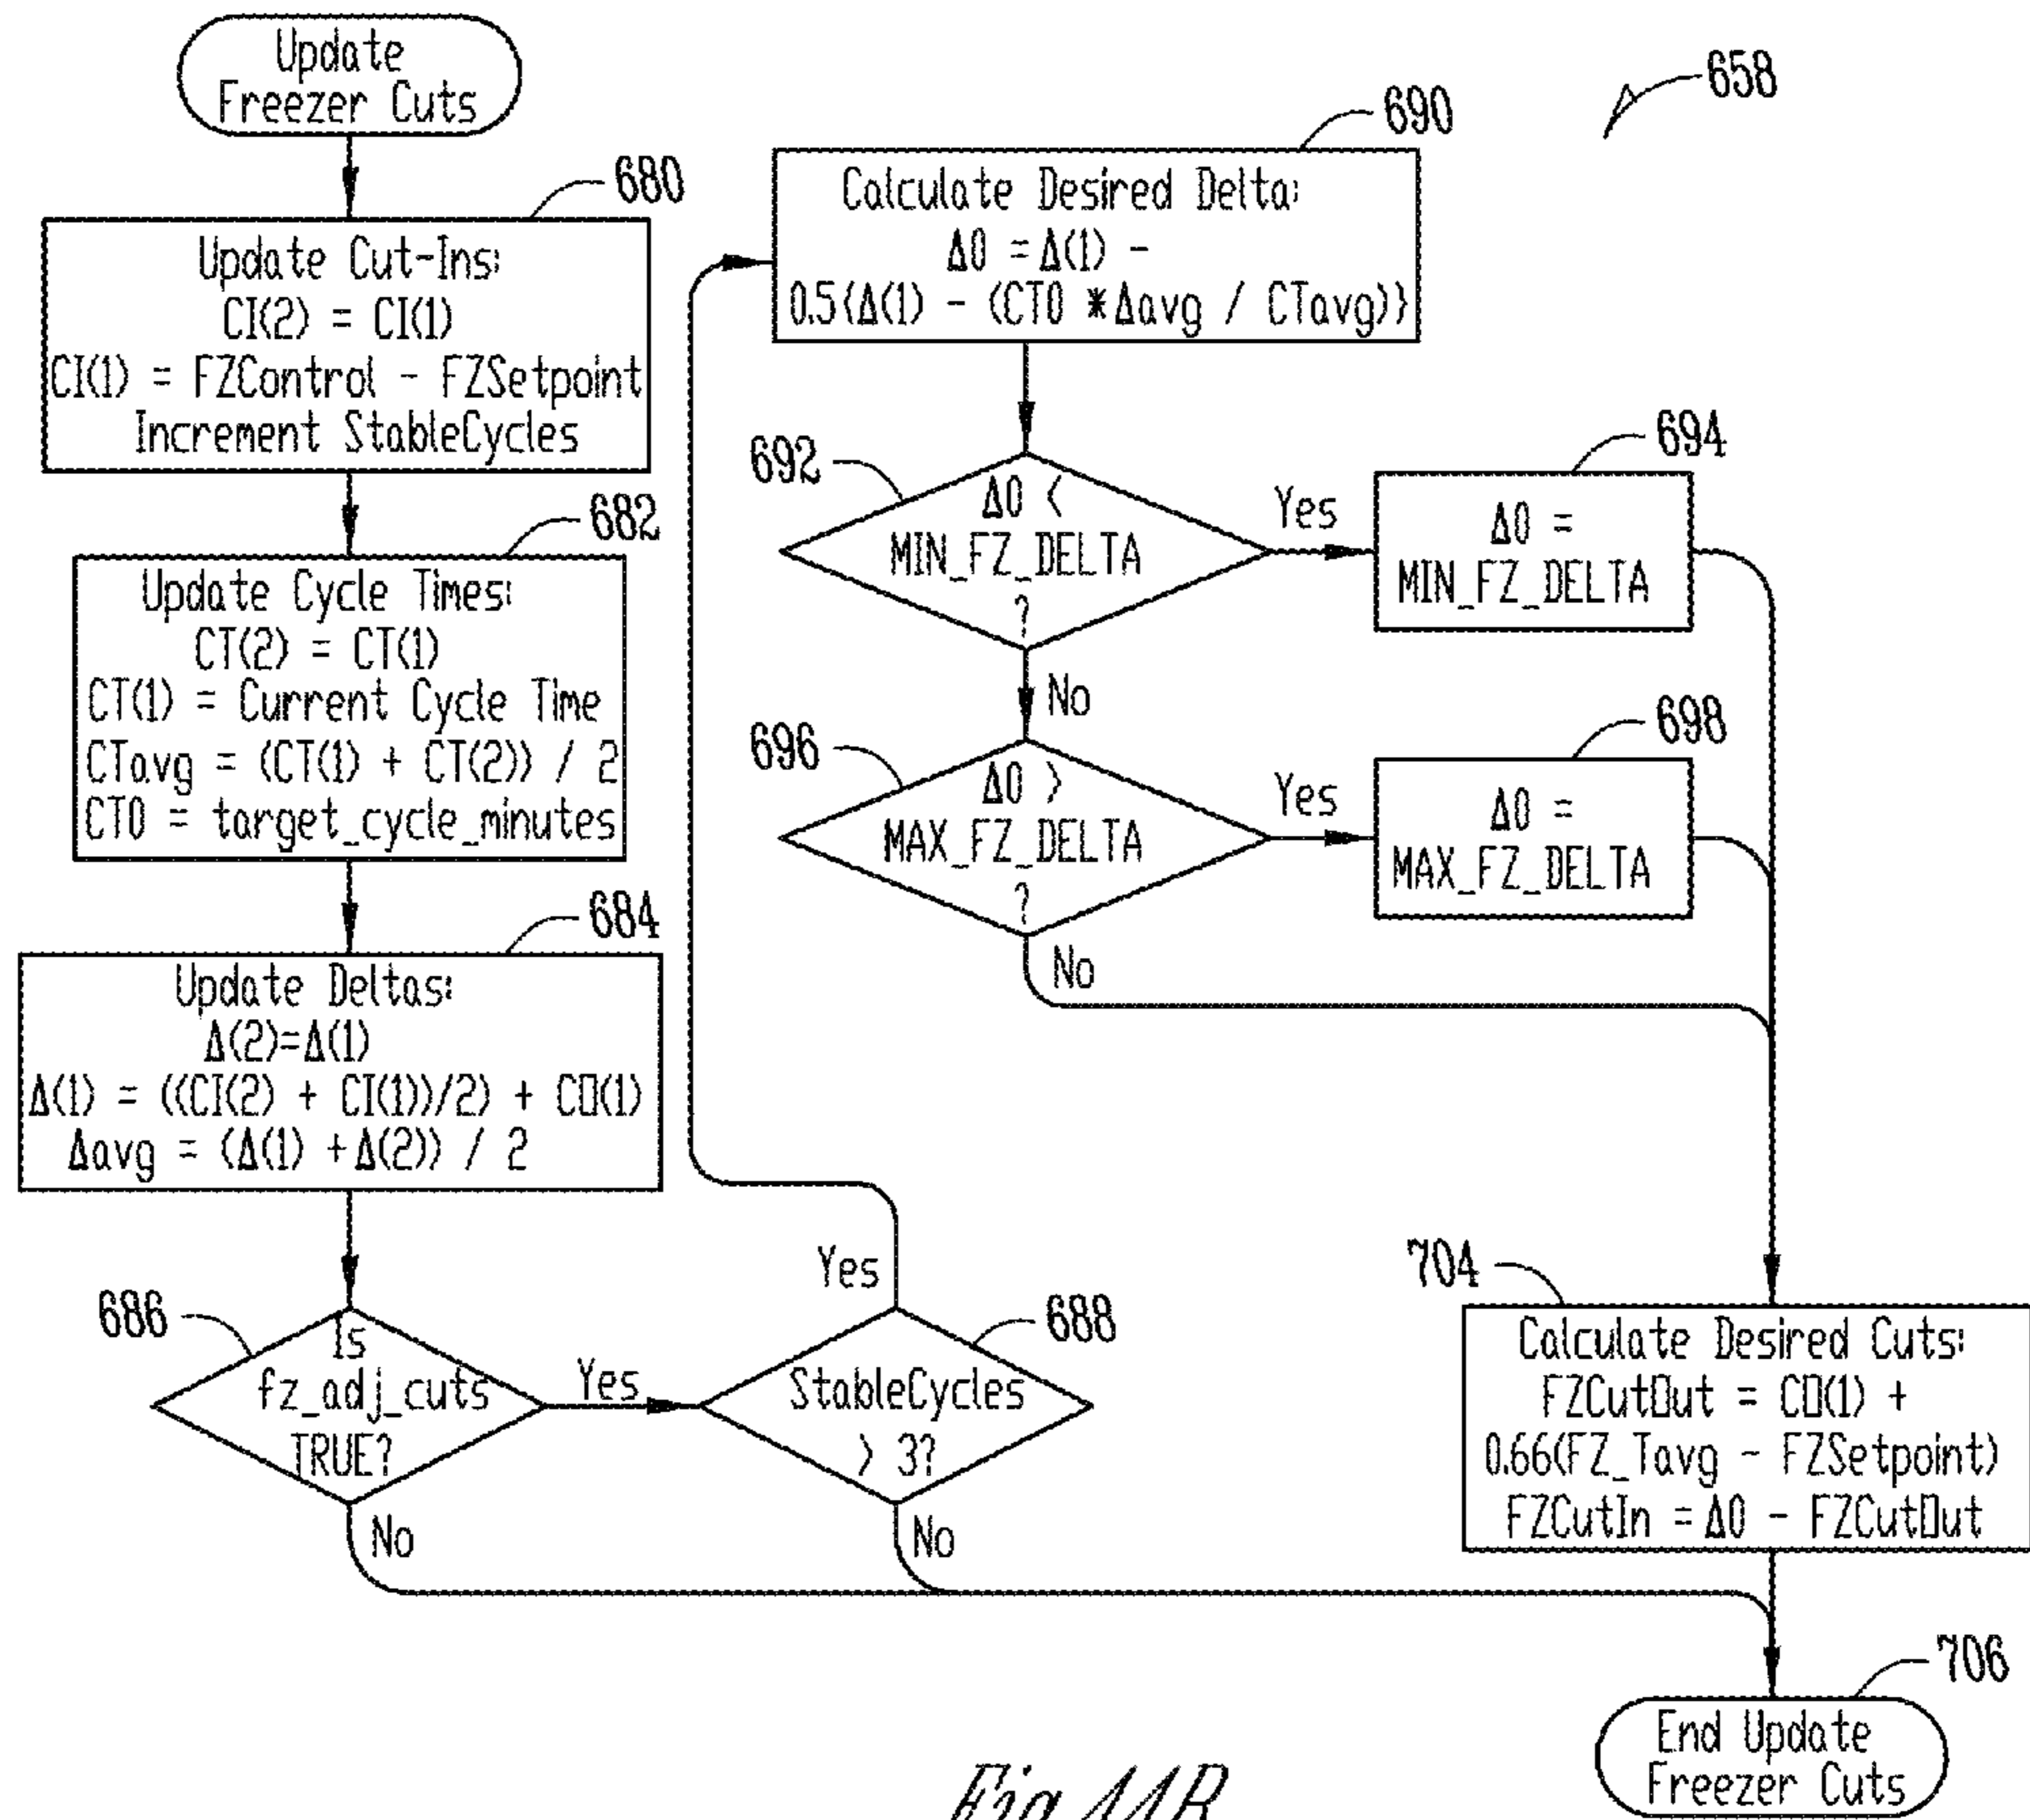 Update
Freezer Cuts
680
Update Cut-Ins:
CI(2) = CI(1)
CI(1) = FZControl - FZSetpoint
Increment StableCycles
682
Update Cycle Times:
CT(2) = CT(1)
CT(1) = Current Cycle Time
CTavg = (CT(1) + CT(2)) / 2
CT0 = target_cycle_minutes
684
Update Deltas:
Δ(2)=Δ(1)
Δ(1) = ((CI(2) + CI(1))/2) + CO(1)
Δavg = (Δ(1) +Δ(2)) / 2
686
Is
fz_adj_cuts
TRUE?
Yes
No
688
StableCycles
> 3?
Yes
No
658
690
Calculate Desired Delta:
Δ0 = Δ(1) -
0.5{Δ(1) - (CT0 *Δavg / CTavg)}
692
Δ0 <
MIN_FZ_DELTA
?
Yes
No
694
Δ0 =
MIN_FZ_DELTA
696
Δ0 >
MAX_FZ_DELTA
?
Yes
No
698
Δ0 =
MAX_FZ_DELTA
704
Calculate Desired Cuts:
FZCutOut = CO(1) +
0.66(FZ_Tavg - FZSetpoint)
FZCutIn = Δ0 - FZCutOut
706
End Update
Freezer Cuts